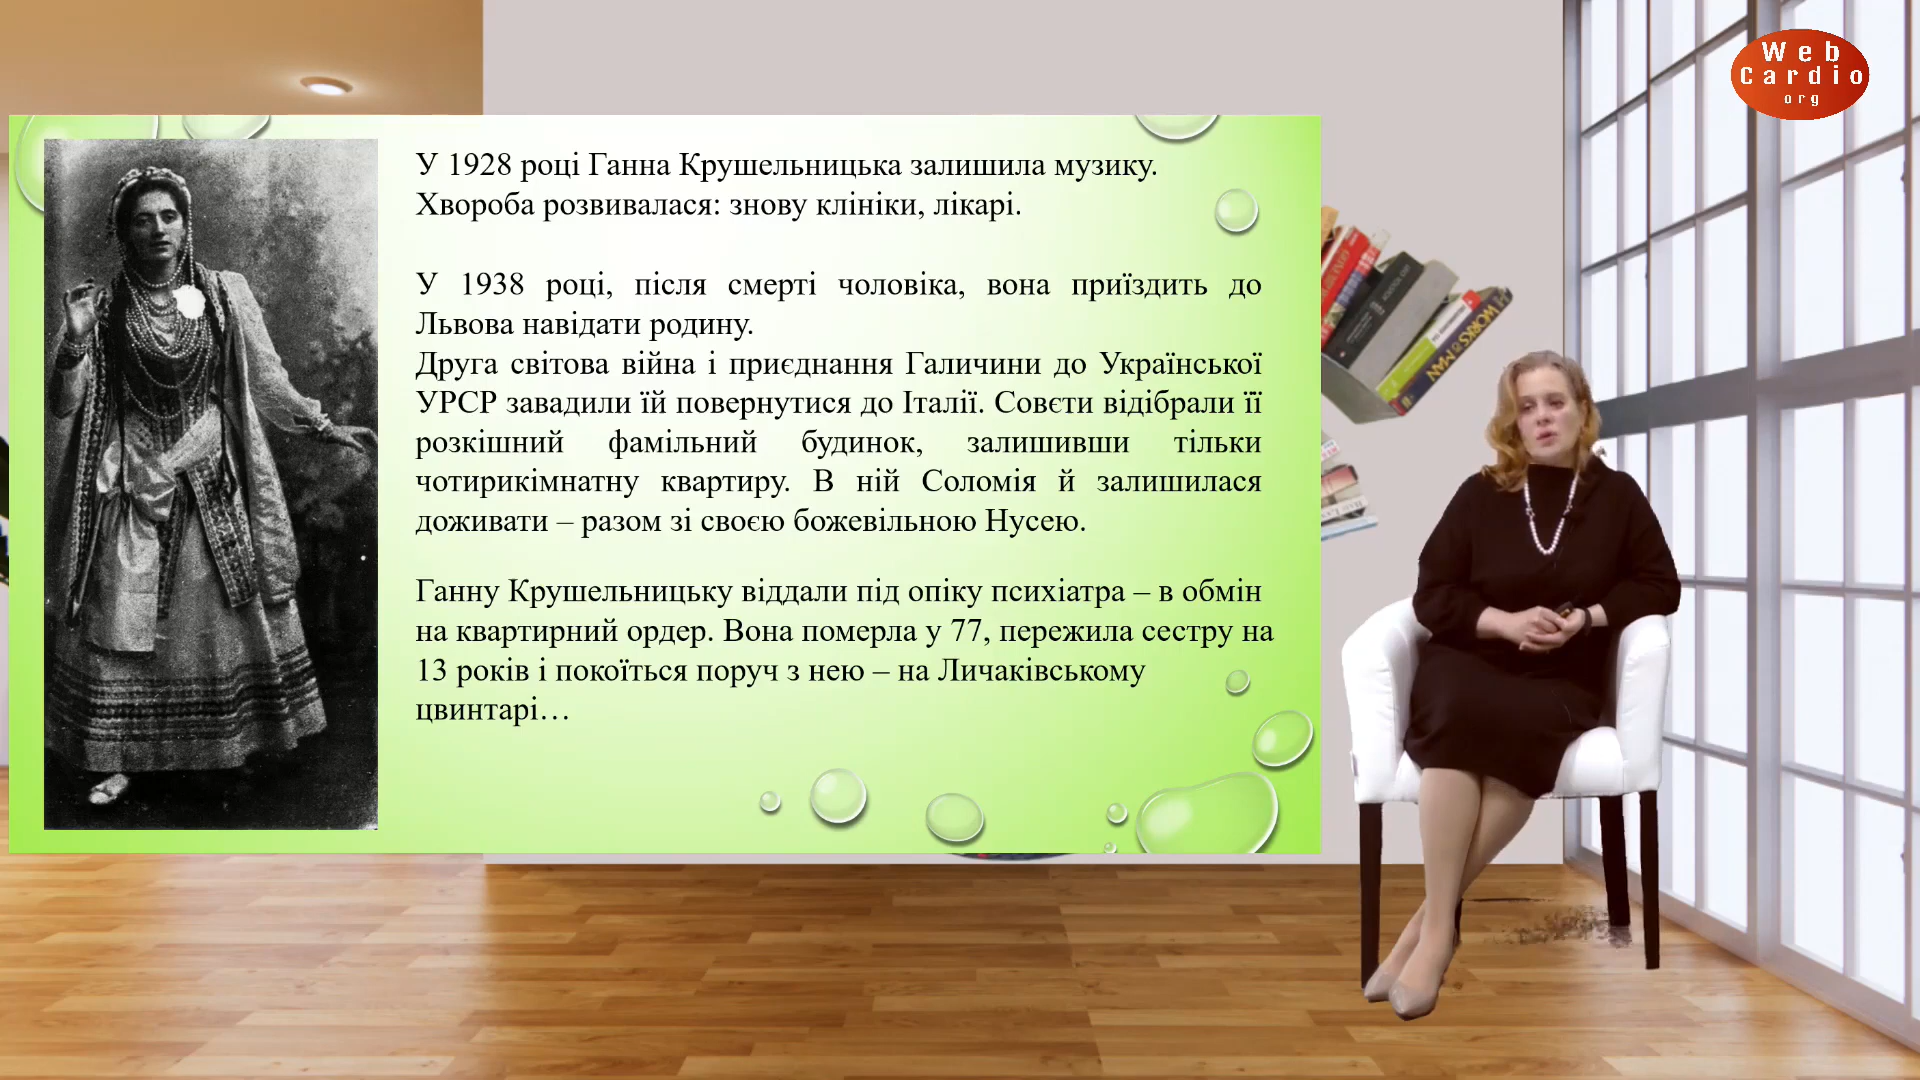 Web
Cardio
org
У 1928 році Ганна Крушельницька залишила музику.
Хвороба розвивалася: знову клініки, лікарі.
У 1938 році, після смерті чоловіка, вона приїздить до
Львова навідати родину.
Друга світова війна і приєднання Галичини до Української
УРСР завадили їй повернутися до Італії. Совєти відібрали її
розкішний фамільний будинок, залишивши тільки
чотирикімнатну квартиру. В ній Соломія й залишилася
доживати – разом зі своєю божевільною Нусею.
Ганну Крушельницьку віддали під опіку психіатра – в обмін
на квартирний ордер. Вона померла у 77, пережила сестру на
13 років і покоїться поруч з нею – на Личаківському
цвинтарі…
WORKS MAN